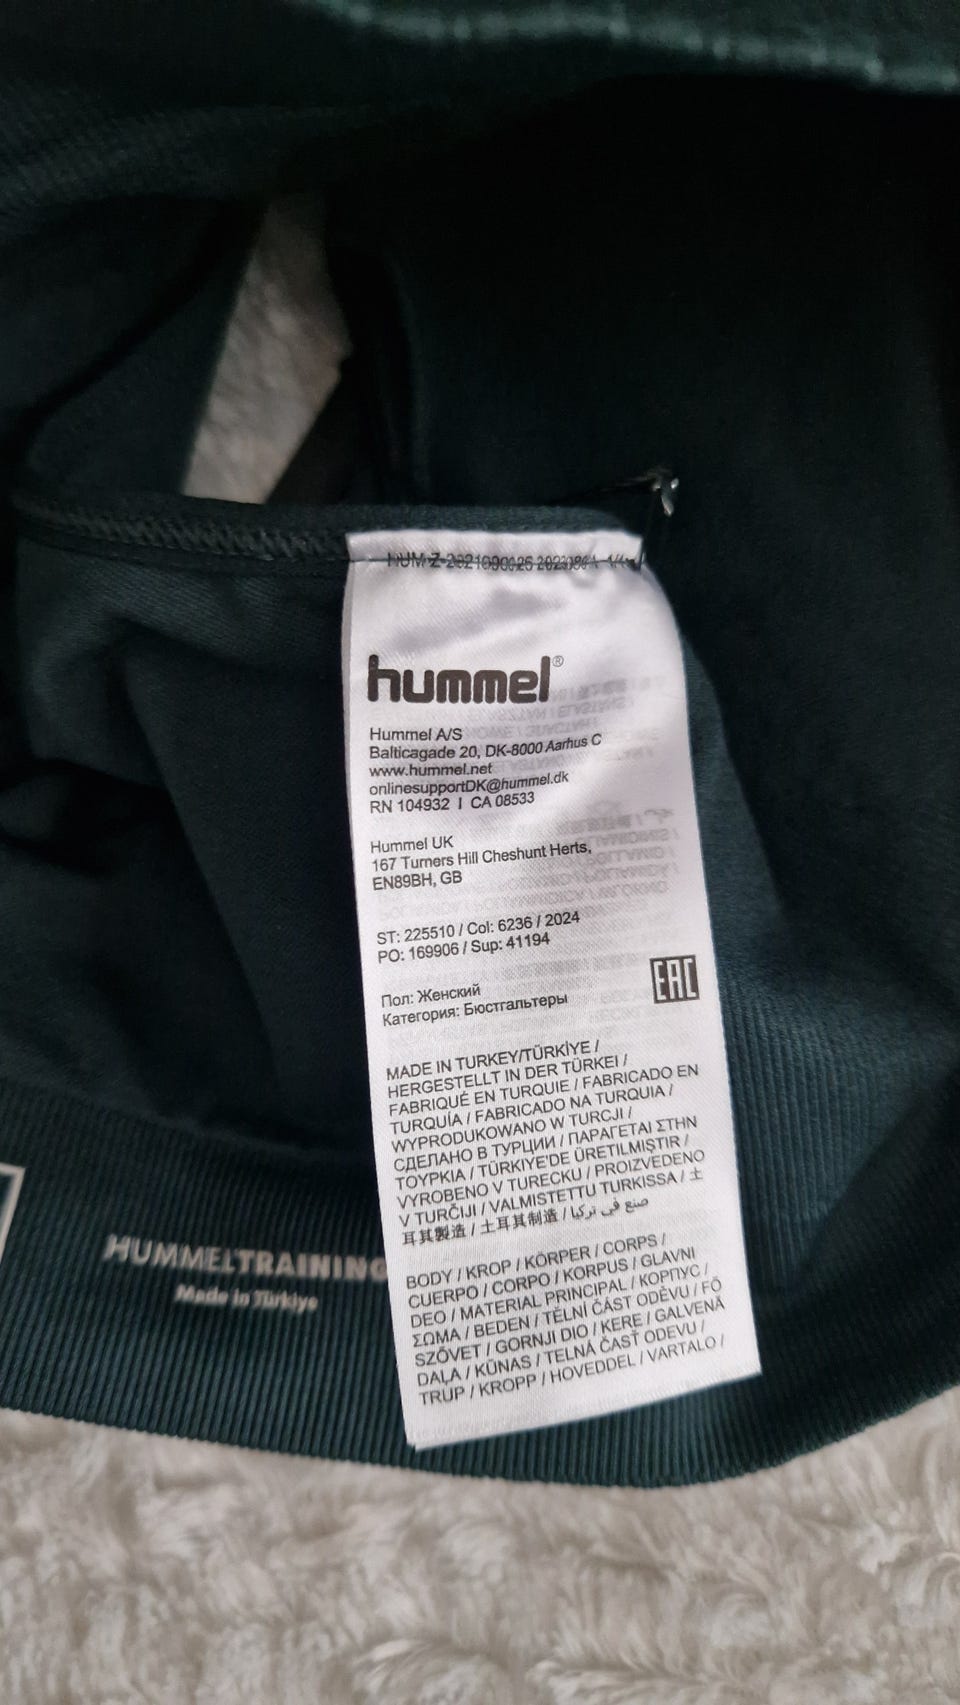 hummel®
Hummel A/S
Balticagade 20, DK-8000 Aarhus C
www.hummel.net
onlinesupportDK@hummel.dk
RN 104932 I CA 08533
Hummel UK
167 Turners Hill Cheshunt Herts,
EN89BH, GB
ST: 225510 / Col: 6236 / 2024
PO: 169906 / Sup: 41194
EAC
Пол: Женский
Категория: Бюстгальтеры
MADE IN TURKEY/TÜRKİYE /
HERGESTELLT IN DER TÜRKEI /
FABRIQUÉ EN TURQUIE / FABRICADO EN
TURQUÍA / FABRICADO NA TURQUIA /
WYPRODUKOWANO W TURCJI /
СДЕЛАНО В ТУРЦИИ / ΠΑΡΑΓΕΤΑΙ ΣΤΗΝ
ΤΟΥΡΚΙΑ / TÜRKİYE'DE ÜRETİLMİŞTİR /
VYROBENO V TURECKU / PROIZVEDENO
V TURČIJI / VALMISTETTU TURKISSA / 土
耳其製造 / 土耳其制造 / صنع في تركيا
BODY / KROP / KÖRPER / CORPS /
CUERPO / CORPO / KORPUS / GLAVNI
DEO / MATERIAL PRINCIPAL / КОРПУС /
ΣΩΜΑ / BEDEN / TĚLNÍ ČÁST ODĚVU / FŐ
SZÖVET / GORNJI DIO / KERE / GALVENĀ
DAĻA / KŪNAS / TELNÁ ČASŤ ODEVU /
TRUP / KROPP / HOVEDDEL / VARTALO /
HUMMELTRAINING
Made in Türkiye